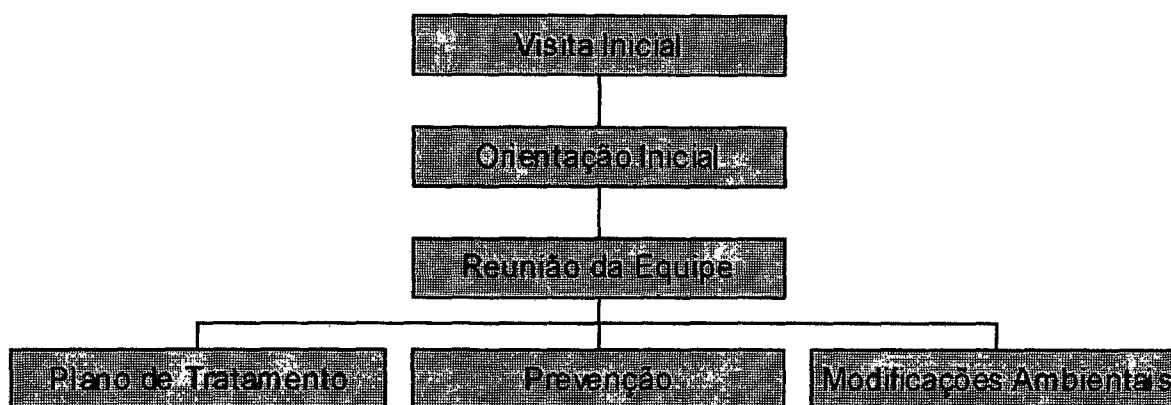 Visita Inicial
Orientação Inicial
Reunião da Equipe
Plano de Tratamento
Prevenção
Modificações Ambientais